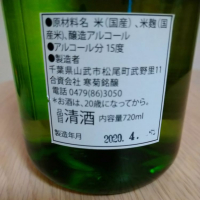 ●原材料名 米(国産)、米麹(国
産米)、醸造アルコール
●アルコール分 15度
●製造者
千葉県山武市松尾町武野里11
合資会社 寒菊銘醸
電話 0479(86)3050
*お酒は、20歳になってから。
品目 清酒 内容量720ml
製造年月 2020.4.